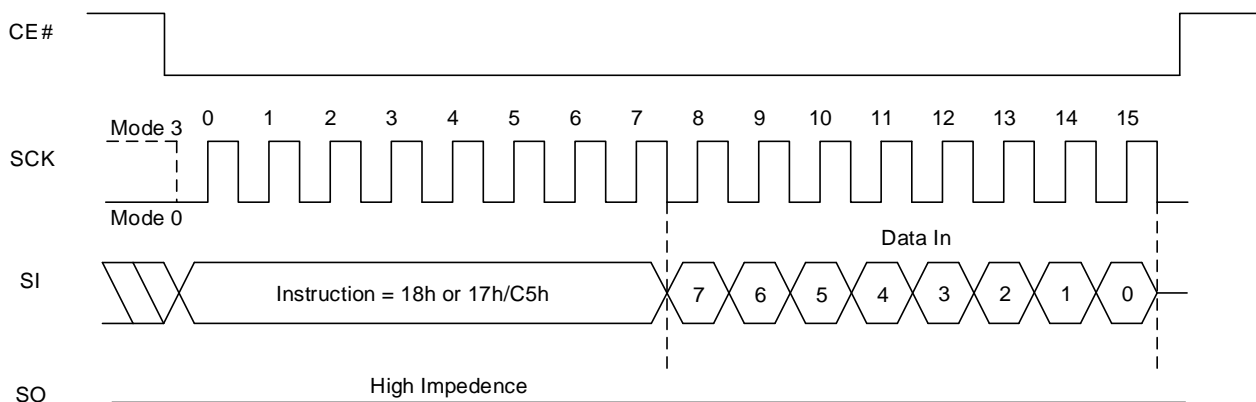 CE#
Mode 3
0 1 2 3 4 5 6 7 8 9 10 11 12 13 14 15
SCK
Mode 0
Data In
SI
Instruction = 18h or 17h/C5h
7 6 5 4 3 2 1 0
High Impedence
SO